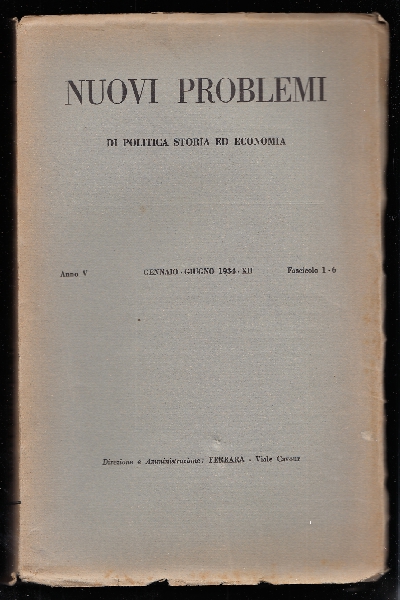 NUOVI PROBLEMI
DI POLITICA STORIA ED ECONOMIA
Anno V GENNAIO - GIUGNO 1934 - XII Fascicolo 1 - 6
Direzione e Amministrazione: FERRARA - Viale Cavour